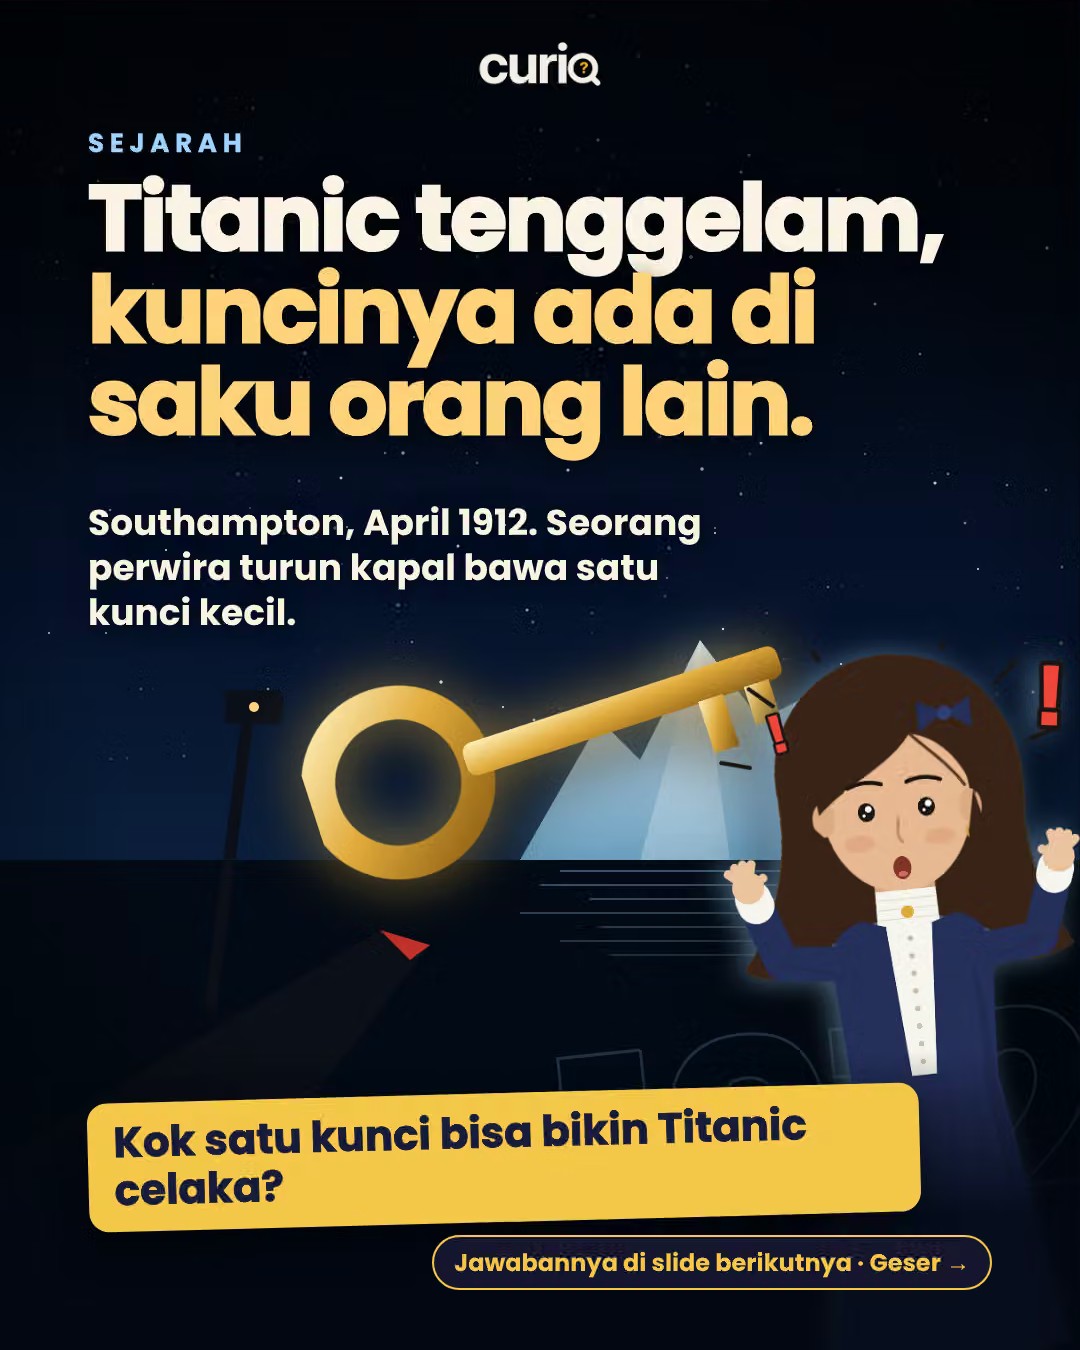 curiQ
SEJARAH
Titanic tenggelam,
kuncinya ada di
saku orang lain.
Southampton, April 1912. Seorang
perwira turun kapal bawa satu
kunci kecil.
Kok satu kunci bisa bikin Titanic
celaka?
Jawabannya di slide berikutnya · Geser →